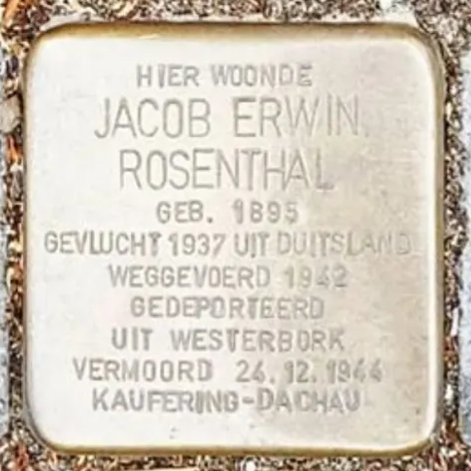 HIER WOONDE
JACOB ERWIN
ROSENTHAL
GEB. 1895
GEVLUCHT 1937 UIT DUITSLAND
WEGGEVOERD 1942
GEDEPORTEERD
UIT WESTERBORK
VERMOORD 24.12.1944
KAUFERING-DACHAU